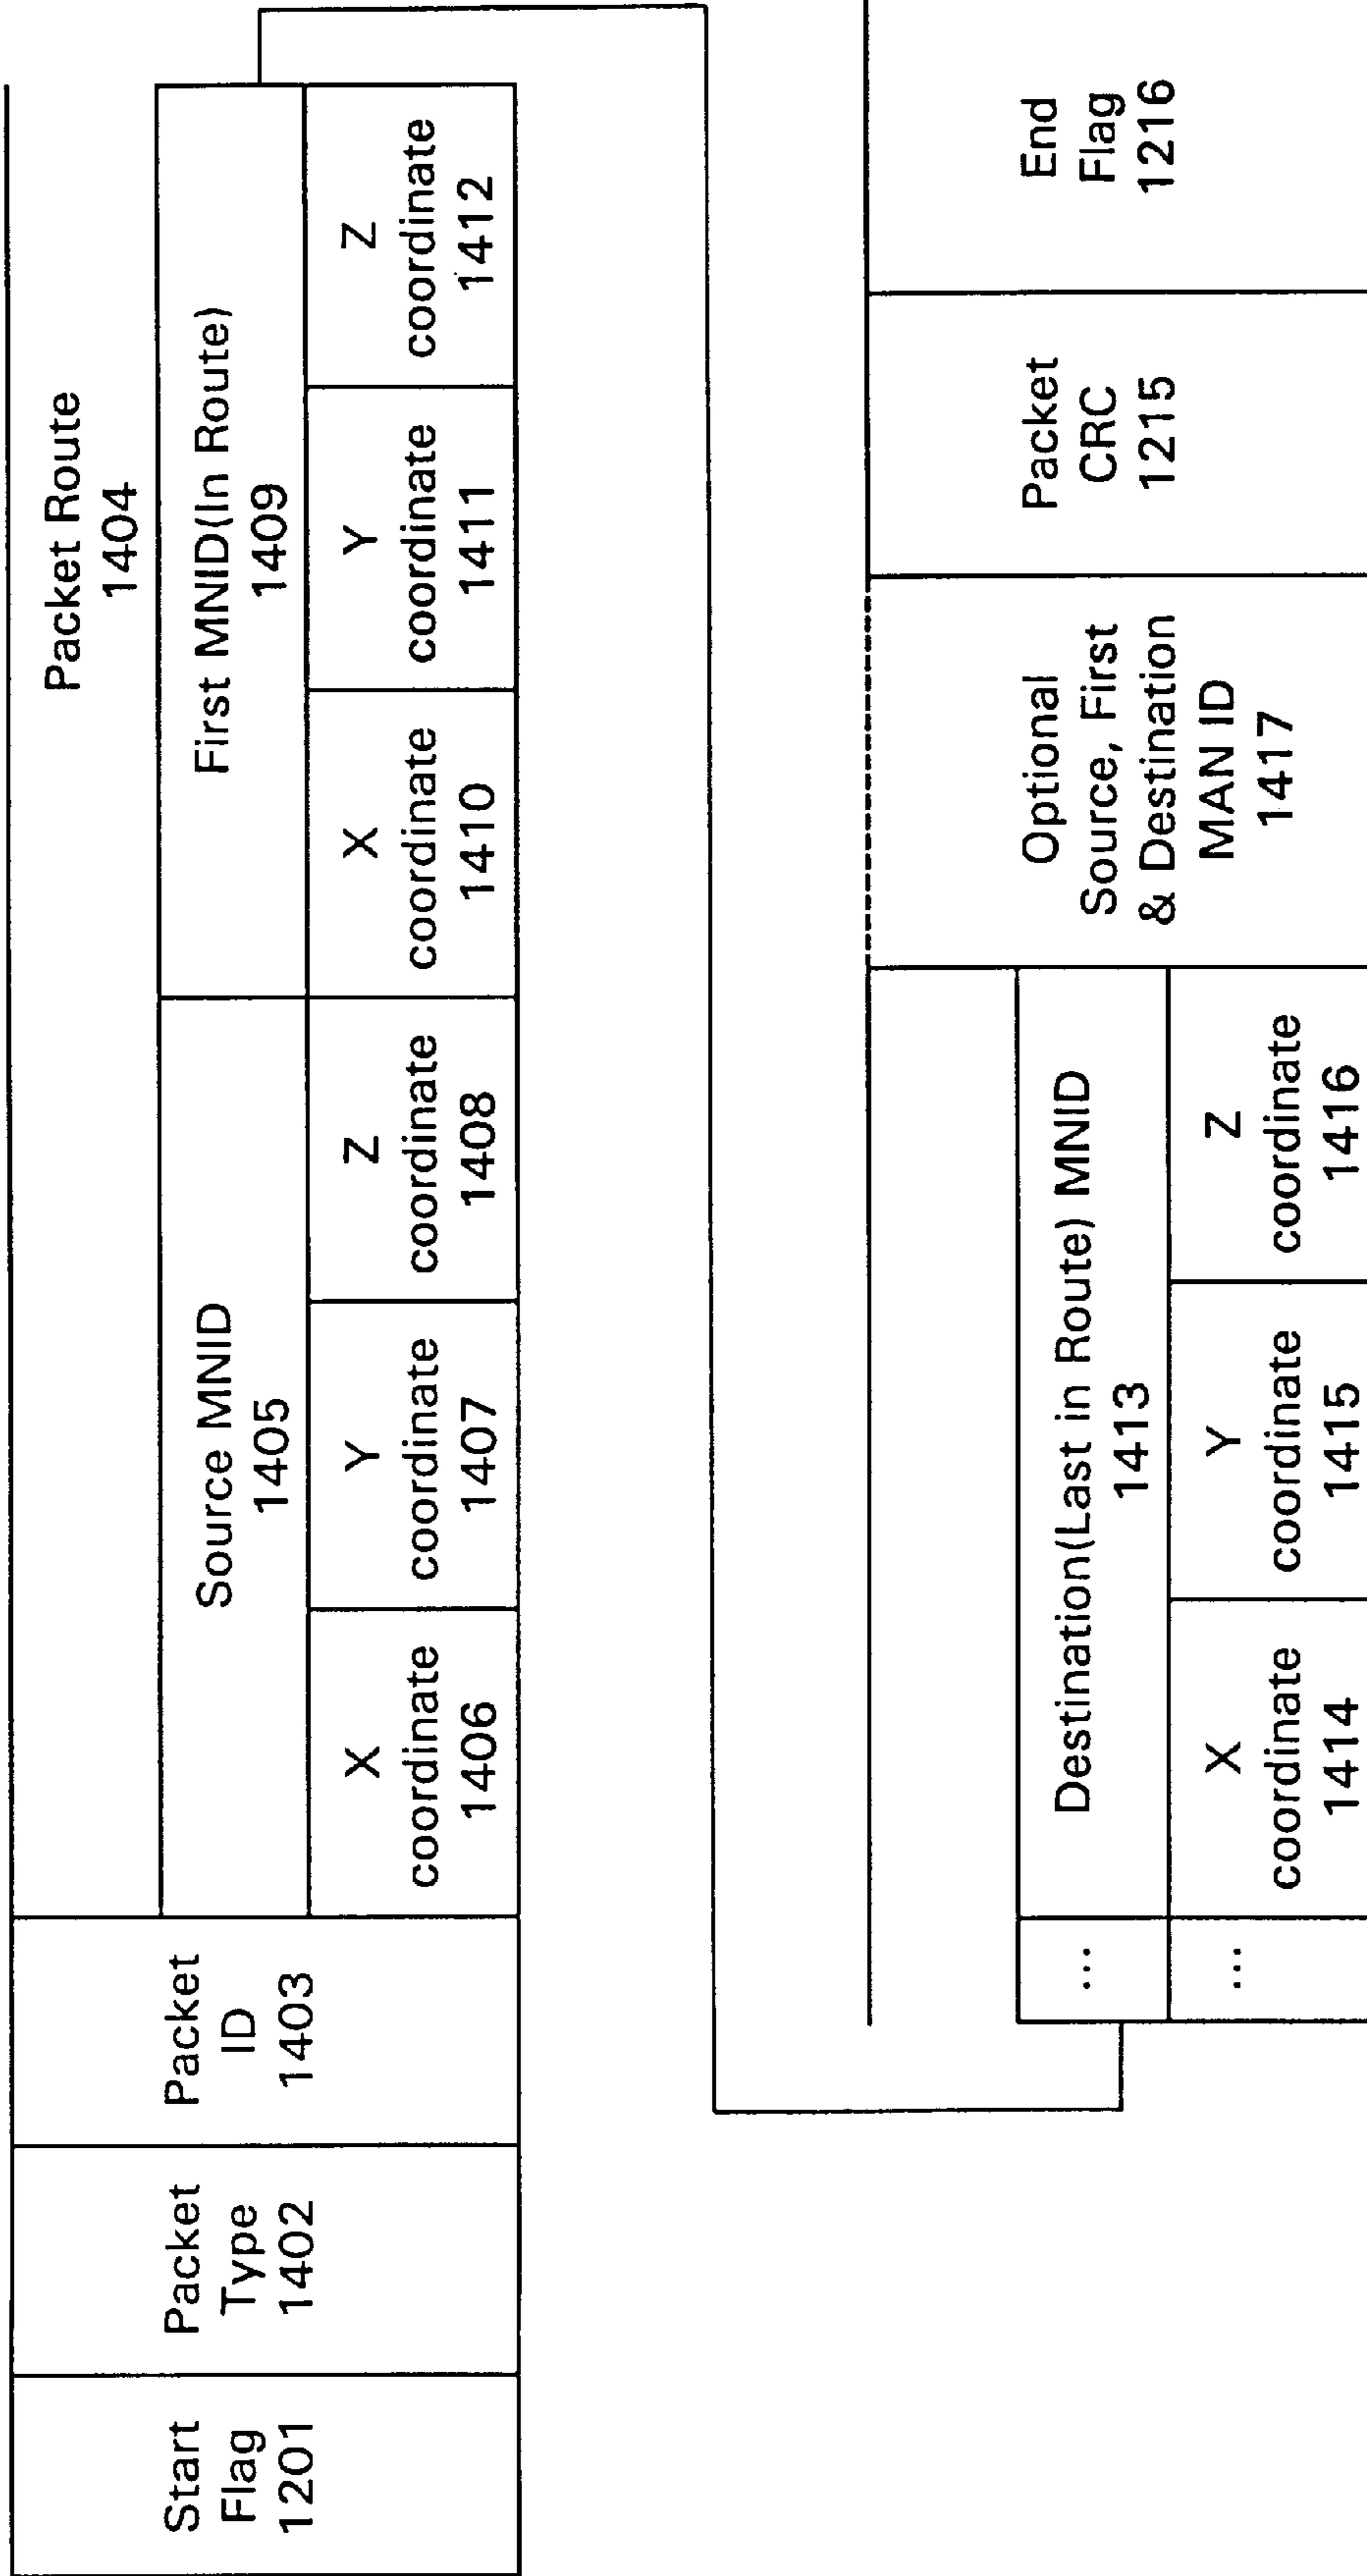 Start
Flag
1201
Packet
Type
1402
Packet
ID
1403
Packet Route
1404
Source MNID
1405
X
coordinate
1406
Y
coordinate
1407
Z
coordinate
1408
First MNID(In Route)
1409
X
coordinate
1410
Y
coordinate
1411
Z
coordinate
1412
...
...
Destination(Last in Route) MNID
1413
X
coordinate
1414
Y
coordinate
1415
Z
coordinate
1416
Optional
Source, First
& Destination
MAN ID
1417
Packet
CRC
1215
End
Flag
1216